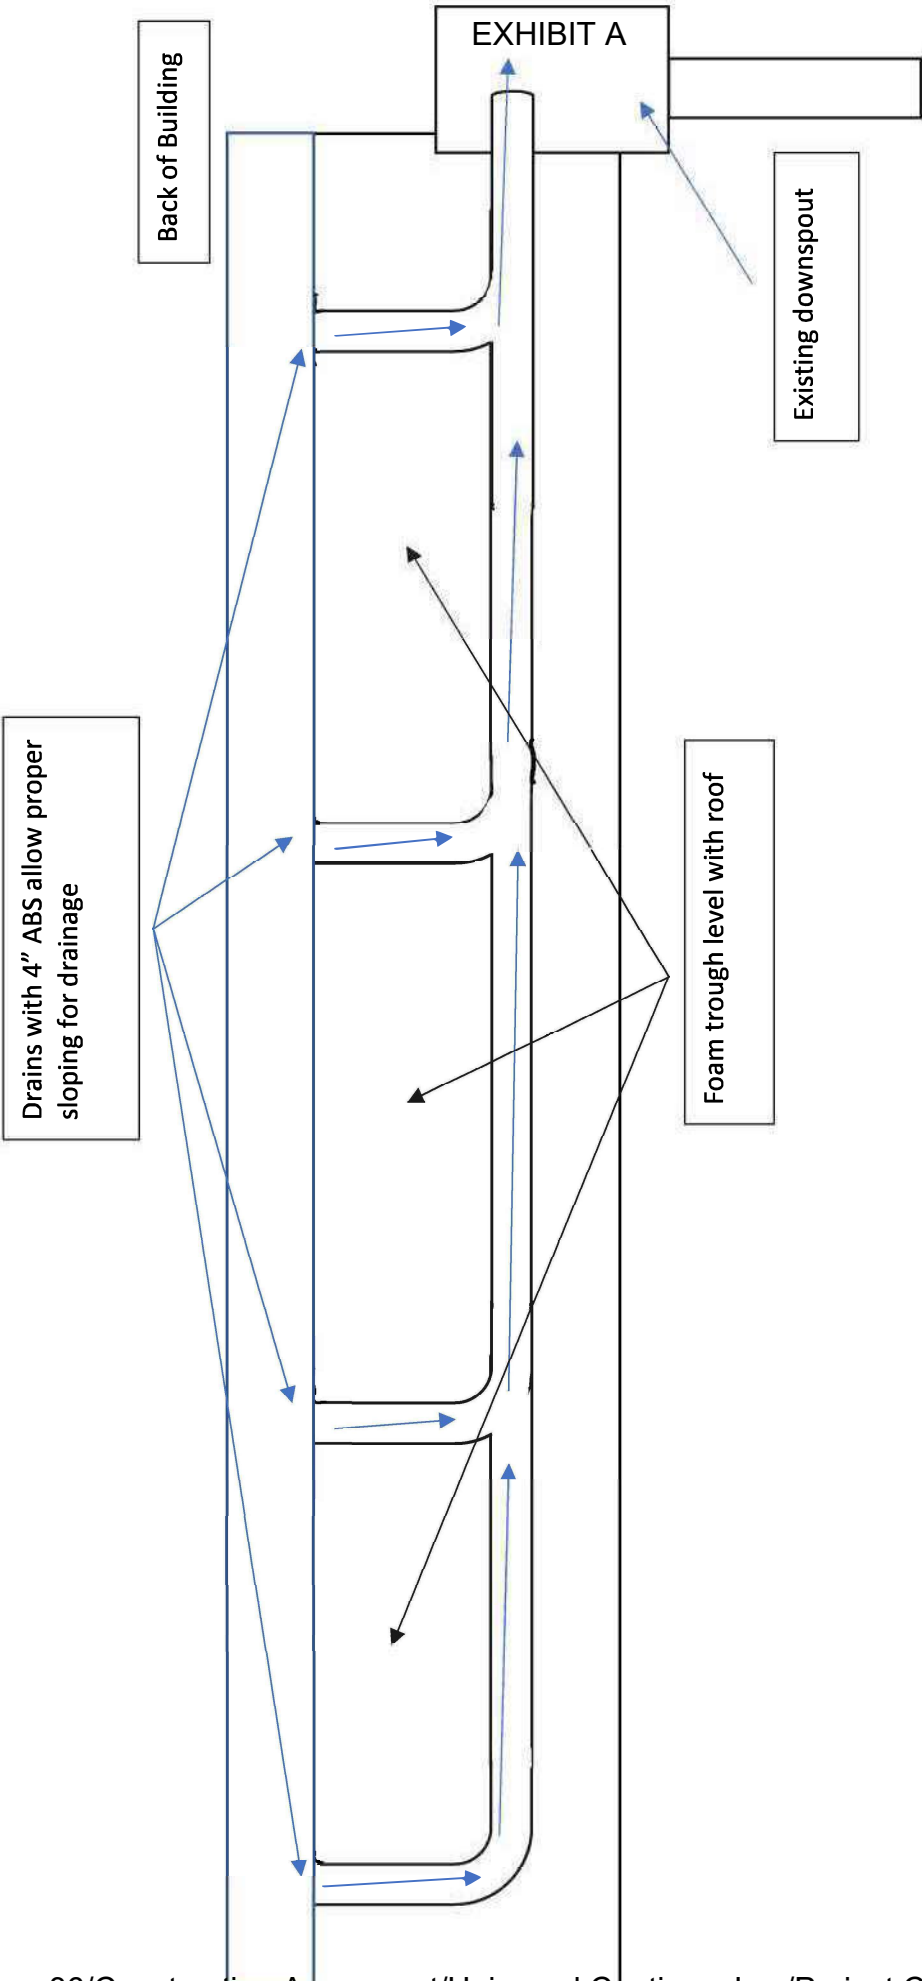 EXHIBIT A
Back of Building
Existing downspout
Drains with 4” ABS allow proper
sloping for drainage
Foam trough level with roof